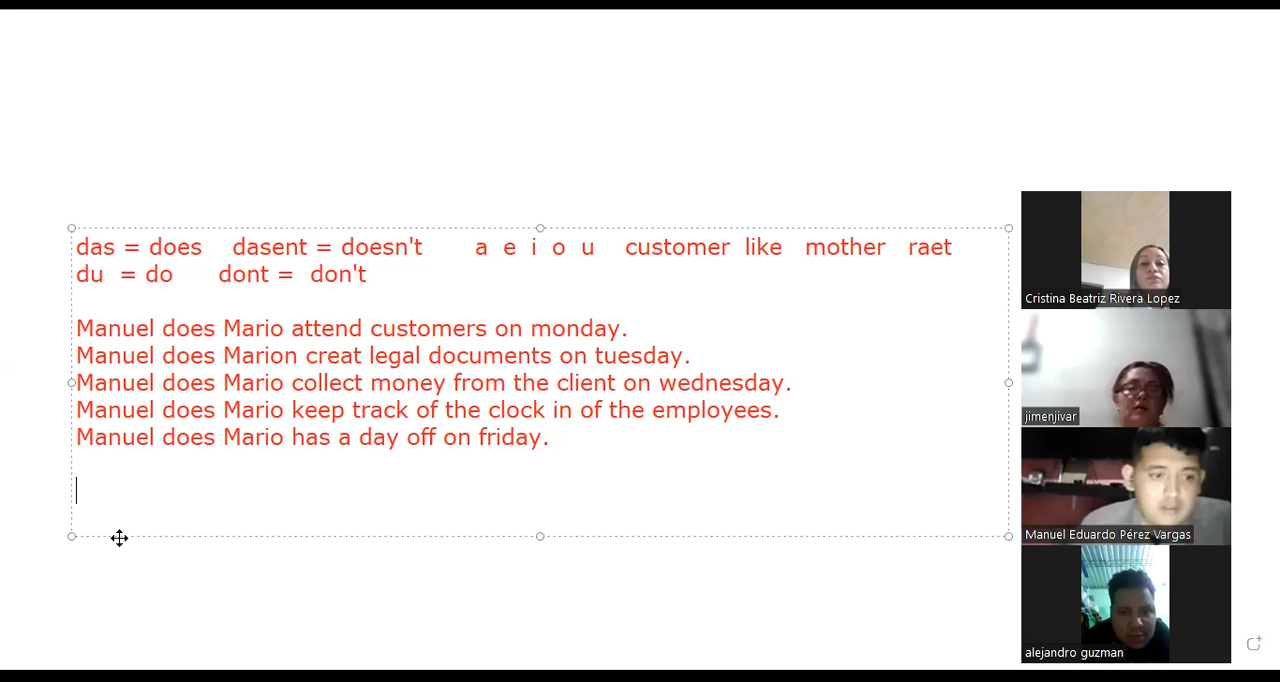 das = does    dasent = doesn't       a  e  i  o  u    customer  like   mother   raet
du  = do      dont =  don't
Manuel does Mario attend customers on monday.
Manuel does Marion creat legal documents on tuesday.
Manuel does Mario collect money from the client on wednesday.
Manuel does Mario keep track of the clock in of the employees.
Manuel does Mario has a day off on friday.
Cristina Beatriz Rivera Lopez
jimenjivar
Manuel Eduardo Pérez Vargas
alejandro guzman